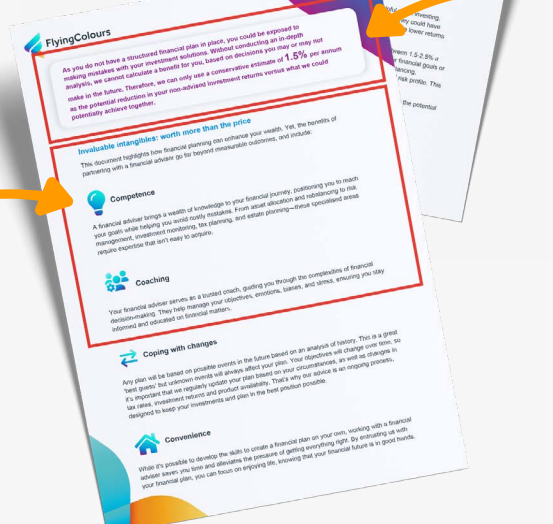 FlyingColours
As you do not have a structured financial plan in place, you could be exposed to
making mistakes with your investment solutions. Without conducting an in-depth
analysis, we cannot calculate a benefit for you, based on decisions you may or may not
make in the future. Therefore, we can only use a conservative estimate of 1.5% per annum
as the potential reduction in your non-advised investment returns versus what we could
potentially achieve together.
Invaluable intangibles: worth more than the price
This document highlights how financial planning can enhance your wealth. Yet, the benefits of
partnering with a financial adviser go far beyond measurable outcomes, and include:
Competence
A financial adviser brings a wealth of knowledge to your financial journey, positioning you to reach
your goals while helping you avoid costly mistakes. From asset allocation and rebalancing to risk
management, investment monitoring, tax planning, and estate planning—these specialised areas
require expertise that isn't easy to acquire.
Coaching
Your financial adviser serves as a trusted coach, guiding you through the complexities of financial
decision-making. They help manage your objectives, emotions, biases, and stress, ensuring you stay
informed and educated on financial matters.
Coping with changes
Any plan will be based on possible events in the future based on an analysis of history. This is a great
'best guess' but unknown events will always affect your plan. Your objectives will change over time, so
it's important that we regularly update your plan based on your circumstances, as well as changes in
tax rates, investment returns and product availability. That's why our advice is an ongoing process,
designed to keep your investments and plan in the best position possible.
Convenience
While it's possible to develop the skills to create a financial plan on your own, working with a financial
adviser saves you time and alleviates the pressure of getting everything right. By entrusting us with
your financial plan, you can focus on enjoying life, knowing that your financial future is in good hands.
investing.
could have
lower returns
1.5-2.5% a
financial goals or
risk profile. This
the potential